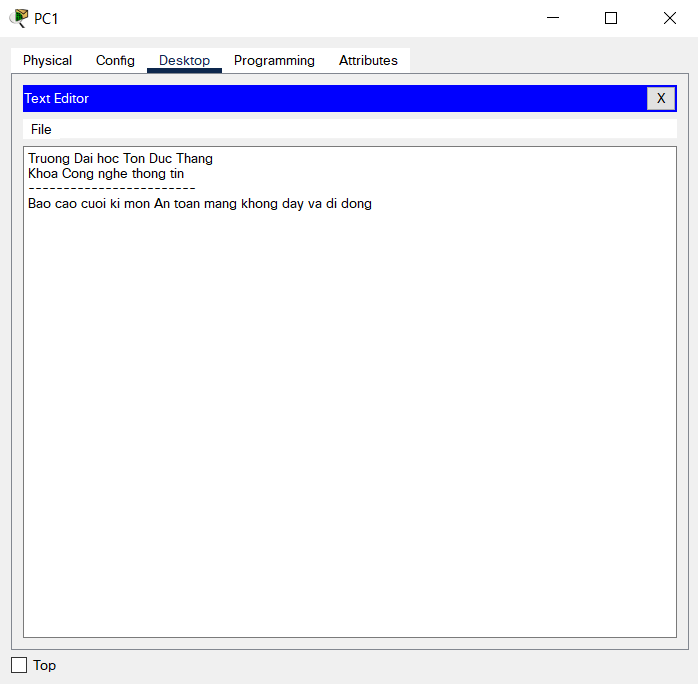 PC1
Physical Config Desktop Programming Attributes
Text Editor X
File
Truong Dai hoc Ton Duc Thang
Khoa Cong nghe thong tin
------------------------
Bao cao cuoi ki mon An toan mang khong day va di dong
Top